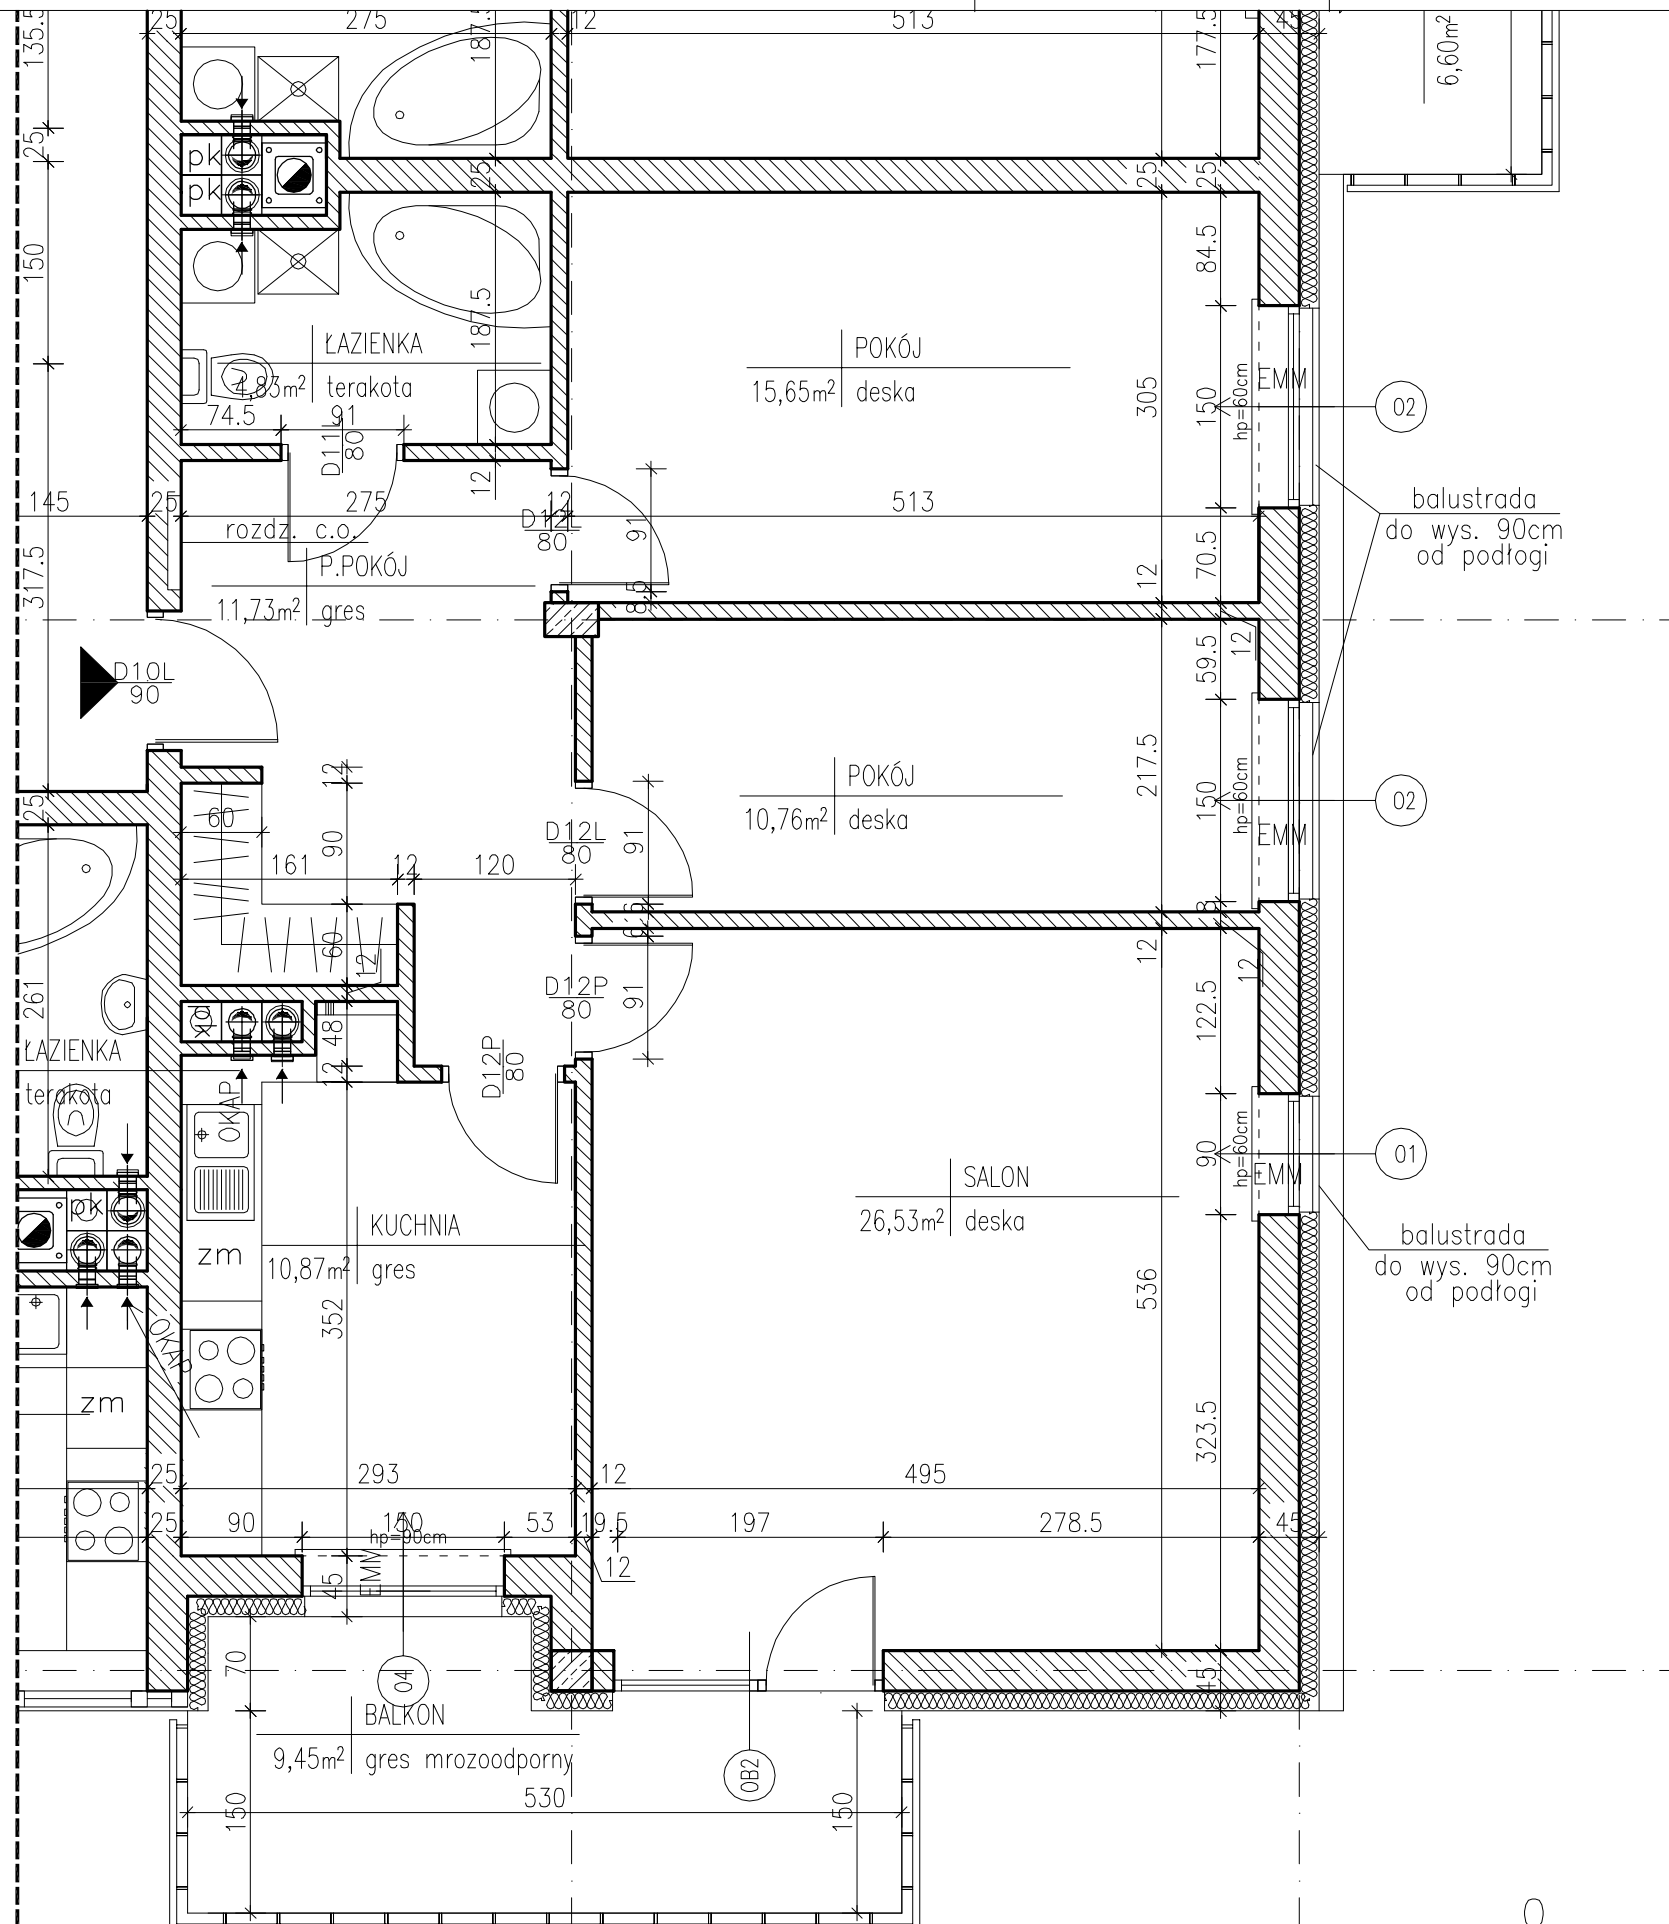 135.5
25
275
187.5
12
513
177.5
45
6,60m²
25
pk
pk
25
25
25
150
84.5
187.5
ŁAZIENKA
4,83m² terakota
POKÓJ
15,65m² deska
305
150
hp=60cm
EMM
02
74.5
91
D11L
80
12
145
25
275
12
513
D12L
80
91
balustrada
do wys. 90cm
od podłogi
rozdz. c.o.
P.POKÓJ
11,73m² gres
317.5
8.5
12
70.5
12
59.5
D10L
90
12
217.5
POKÓJ
10,76m² deska
150
hp=60cm
EMM
02
25
60
90
D12L
80
91
161
12
120
60
12
6
6
8
12
12
261
pk
48
D12P
80
91
122.5
ŁAZIENKA
terakota
12
OKAP
D12P
80
90
hp=60cm
EMM
01
SALON
26,53m² deska
pk
KUCHNIA
10,87m² gres
zm
balustrada
do wys. 90cm
od podłogi
352
536
OKAP
zm
323.5
25
293
12
495
25
90
150
53
19.5
197
278.5
45
hp=90cm
EMM
45
12
70
04
45
BALKON
9,45m² gres mrozoodporny
0B2
150
530
150
O